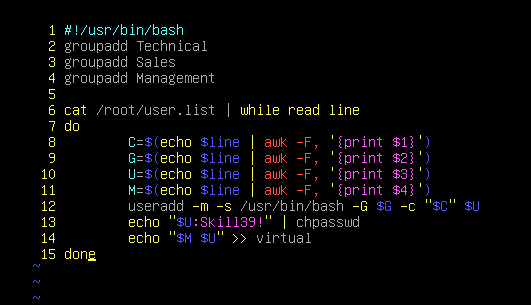 1 #!/usr/bin/bash
2 groupadd Technical
3 groupadd Sales
4 groupadd Management
5
6 cat /root/user.list | while read line
7 do
8 C=$(echo $line | awk -F, '{print $1}')
9 G=$(echo $line | awk -F, '{print $2}')
10 U=$(echo $line | awk -F, '{print $3}')
11 M=$(echo $line | awk -F, '{print $4}')
12 useradd -m -s /usr/bin/bash -G $G -c "$C" $U
13 echo "$U:Skill39!" | chpasswd
14 echo "$M $U" >> virtual
15 done
~
~
~